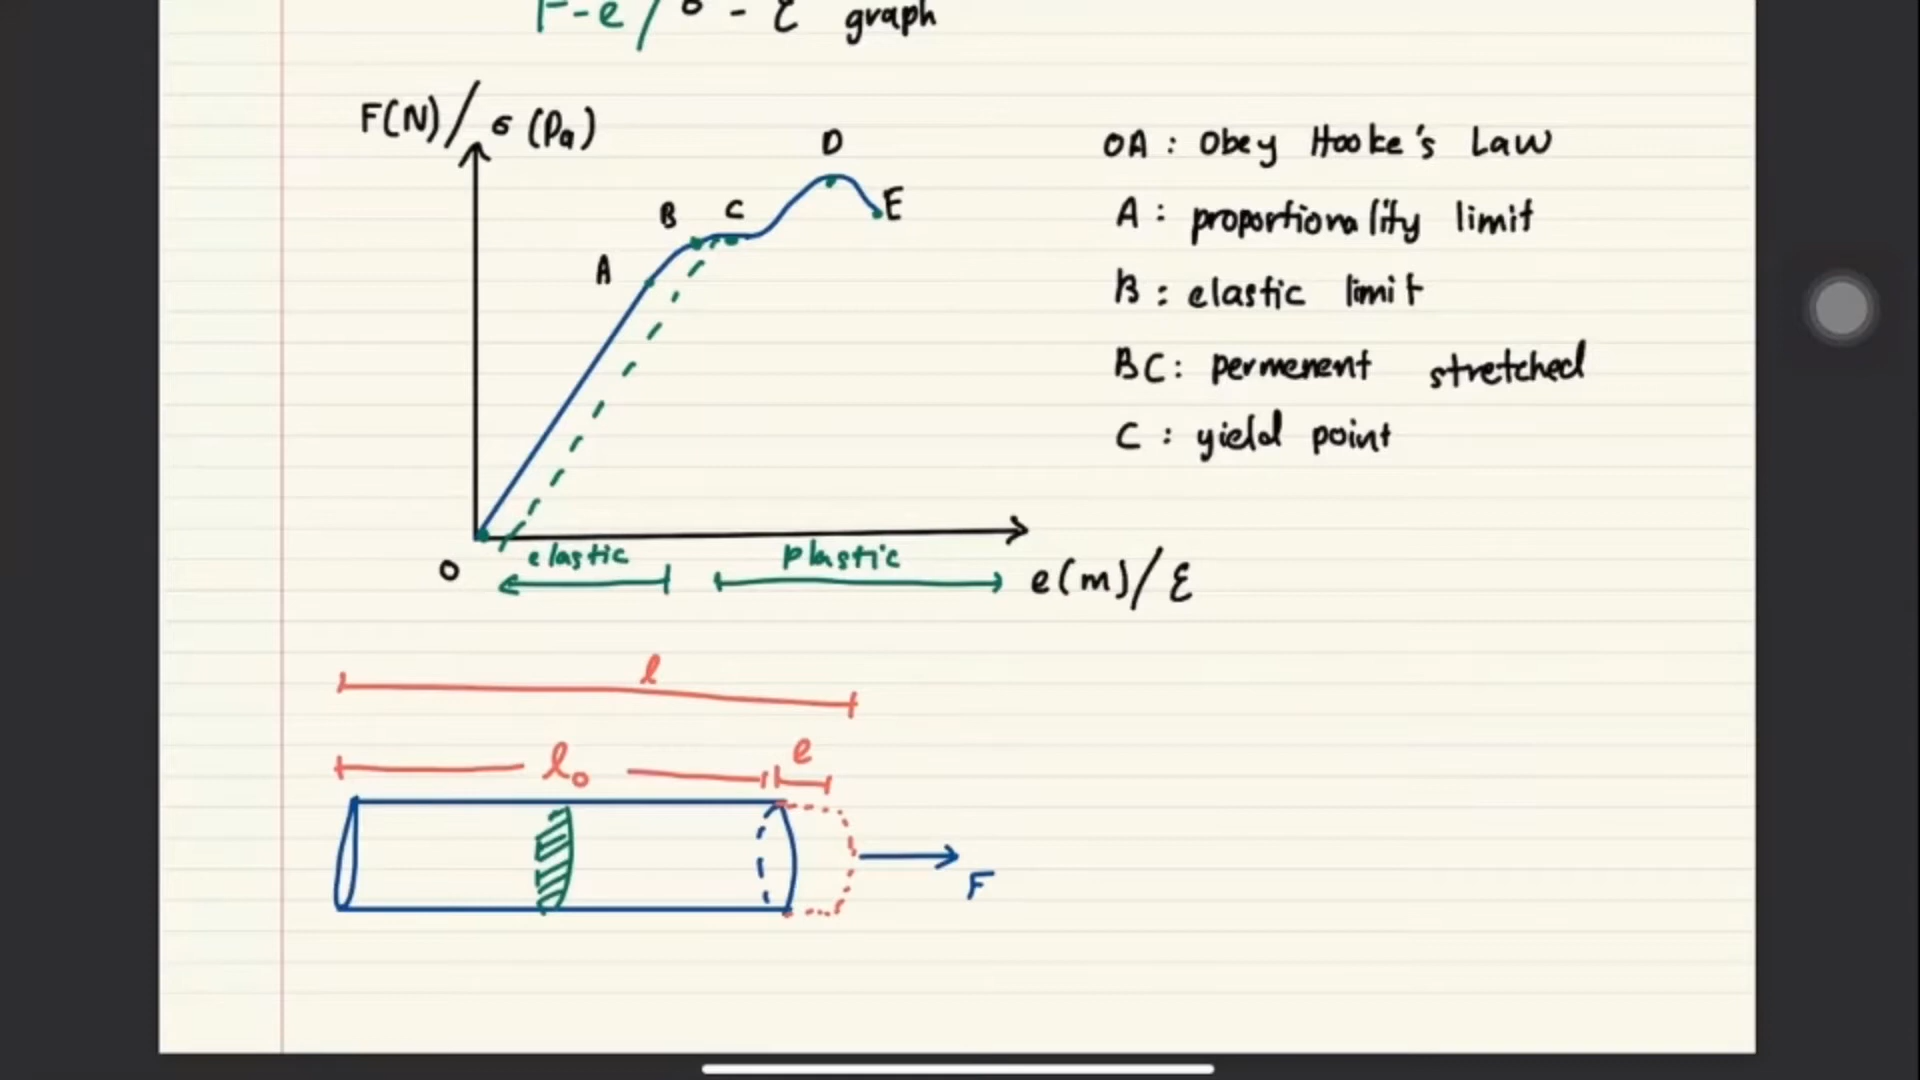 F-e / σ - ε graph
F(N) / σ (Pa)
D
E
B
C
A
O
elastic
plastic
e(m) / ε
OA : Obey Hooke's Law
A : proportionality limit
B : elastic limit
BC : permenent stretched
C : yield point
l
l₀
e
F